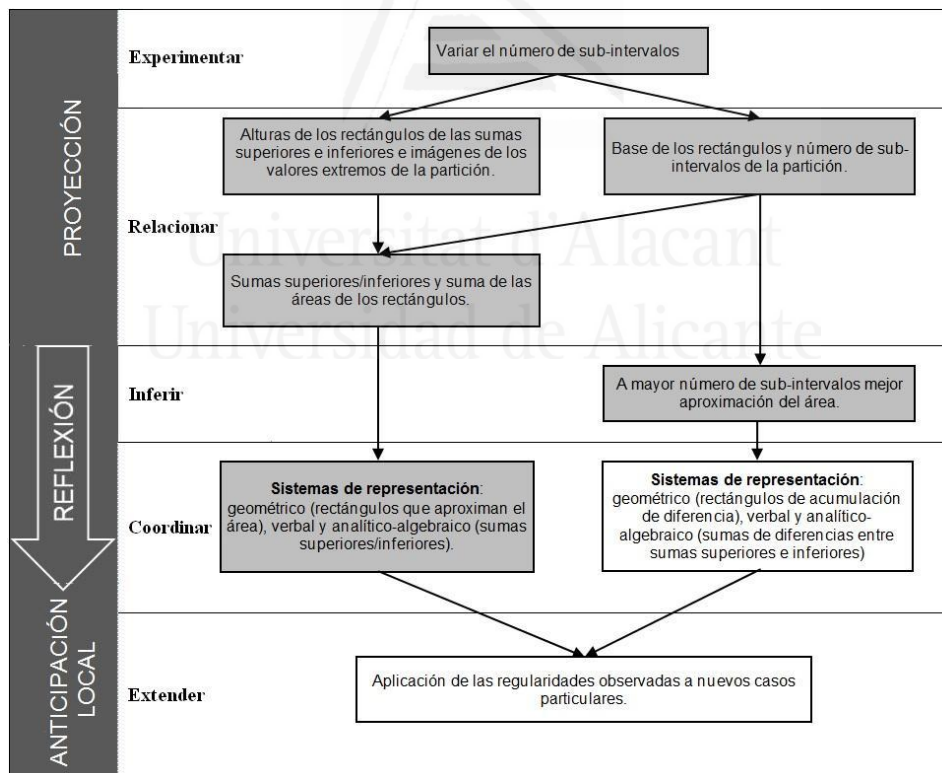 PROYECCIÓN
REFLEXIÓN
ANTICIPACIÓN
LOCAL
Experimentar
Variar el número de sub-intervalos
Relacionar
Alturas de los rectángulos de las sumas
superiores e inferiores e imágenes de los
valores extremos de la partición.
Base de los rectángulos y número de sub-
intervalos de la partición.
Sumas superiores/inferiores y suma de las
áreas de los rectángulos.
Universitat d'Alacant
Universidad de Alicante
Inferir
A mayor número de sub-intervalos mejor
aproximación del área.
Coordinar
Sistemas de representación:
geométrico (rectángulos que aproximan el
área), verbal y analítico-algebraico (sumas
superiores/inferiores).
Sistemas de representación:
geométrico (rectángulos de acumulación
de diferencia), verbal y analítico-
algebraico (sumas de diferencias entre
sumas superiores e inferiores)
Extender
Aplicación de las regularidades observadas a nuevos casos
particulares.